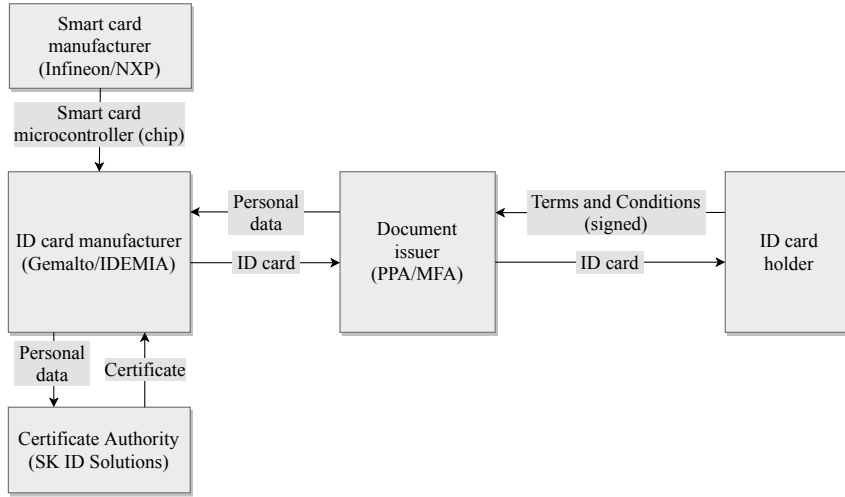 Smart card
manufacturer
(Infineon/NXP)
Smart card
microcontroller (chip)
ID card manufacturer
(Gemalto/IDEMIA)
Personal
data
ID card
Document
issuer
(PPA/MFA)
Terms and Conditions
(signed)
ID card
ID card
holder
Personal
data
Certificate
Certificate Authority
(SK ID Solutions)